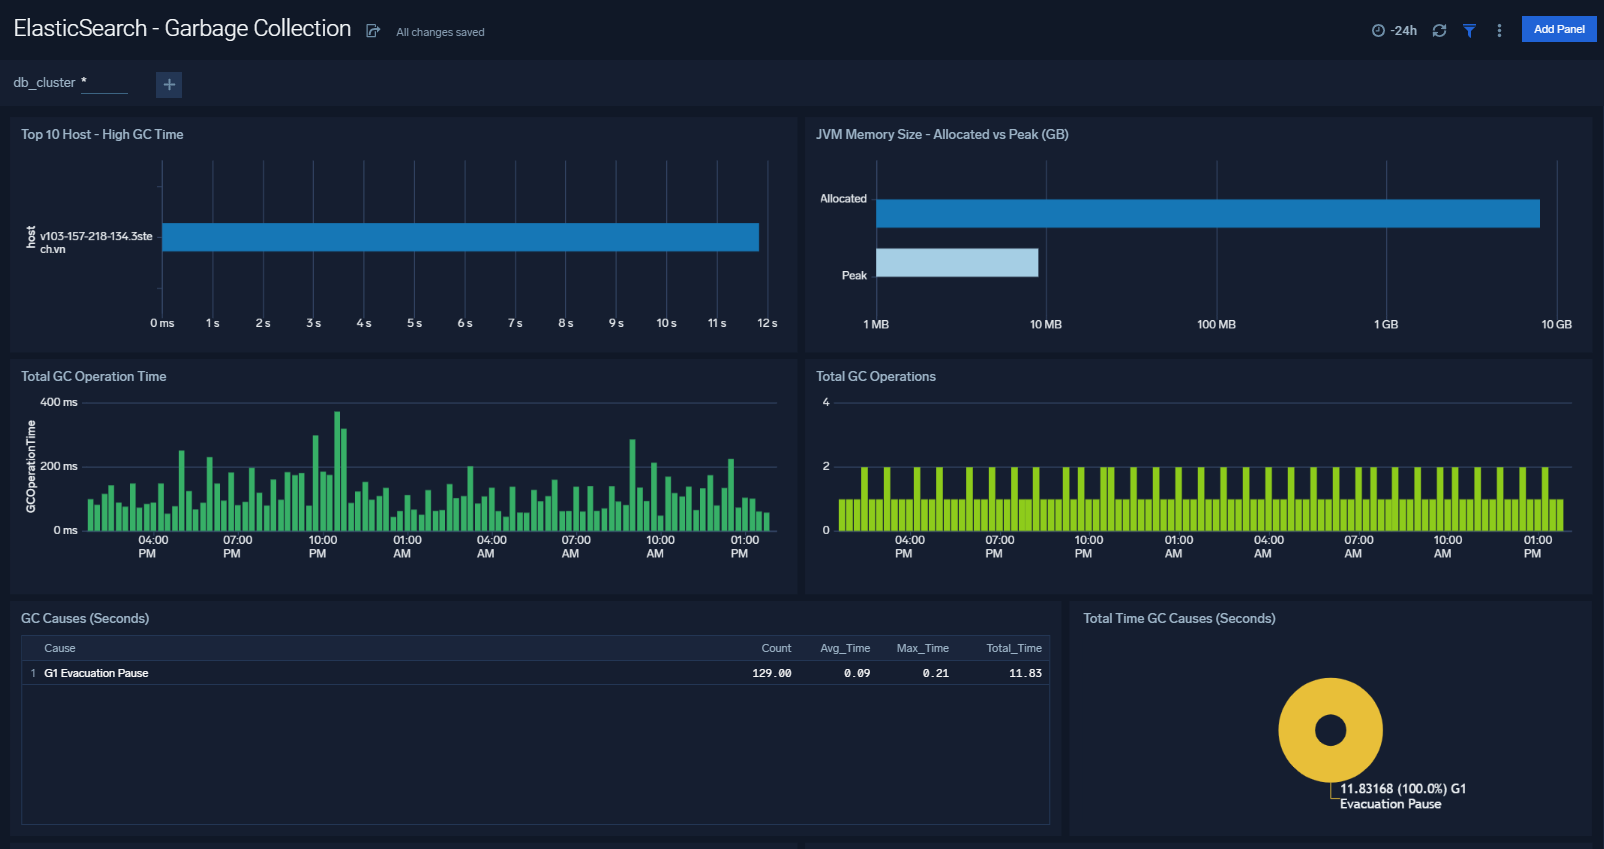 ElasticSearch - Garbage Collection
All changes saved
-24h
Add Panel
db_cluster *
Top 10 Host - High GC Time
host
v103-157-218-134.3ste
ch.vn
0 ms 1 s 2 s 3 s 4 s 5 s 6 s 7 s 8 s 9 s 10 s 11 s 12 s
JVM Memory Size - Allocated vs Peak (GB)
Allocated
Peak
1 MB 10 MB 100 MB 1 GB 10 GB
Total GC Operation Time
GCOperationTime
400 ms
200 ms
0 ms
04:00 07:00 10:00 01:00 04:00 07:00 10:00 01:00
PM PM PM AM AM AM AM PM
Total GC Operations
4
2
0
04:00 07:00 10:00 01:00 04:00 07:00 10:00 01:00
PM PM PM AM AM AM AM PM
GC Causes (Seconds)
Cause Count Avg_Time Max_Time Total_Time
1 G1 Evacuation Pause 129.00 0.09 0.21 11.83
Total Time GC Causes (Seconds)
11.83168 (100.0%) G1
Evacuation Pause